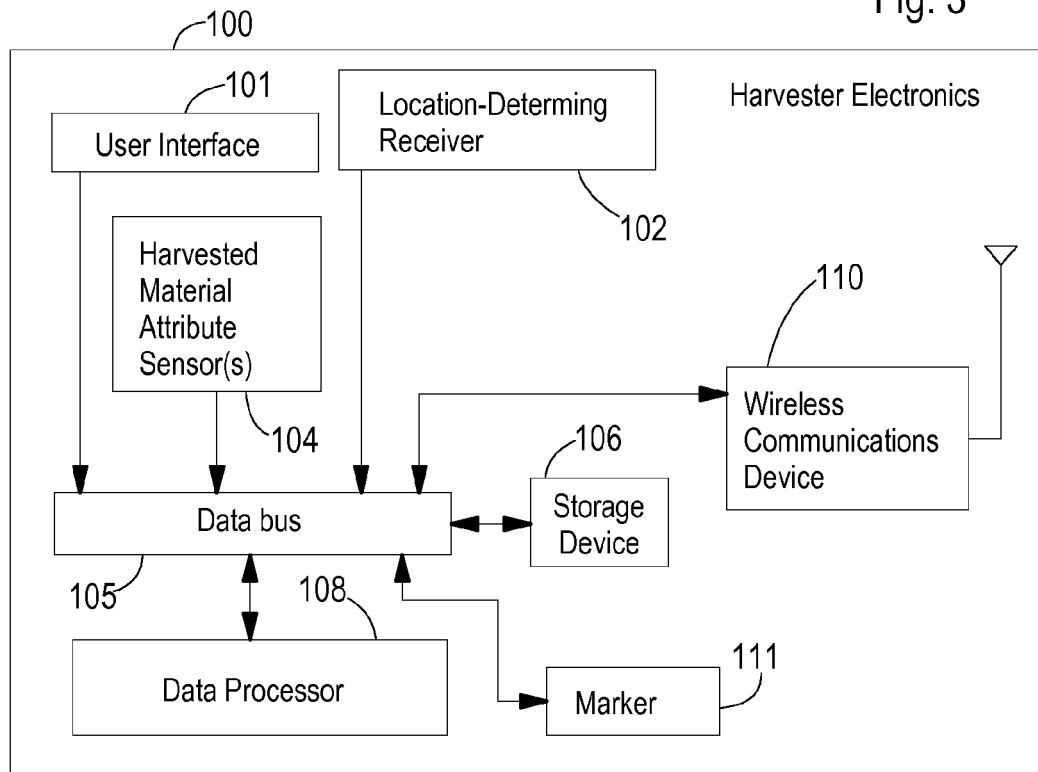 Fig. 3
100
101
User Interface
Location-Determing
Receiver
102
Harvester Electronics
Harvested
Material
Attribute
Sensor(s)
104
110
Wireless
Communications
Device
106
Storage
Device
Data bus
105
108
Data Processor
111
Marker